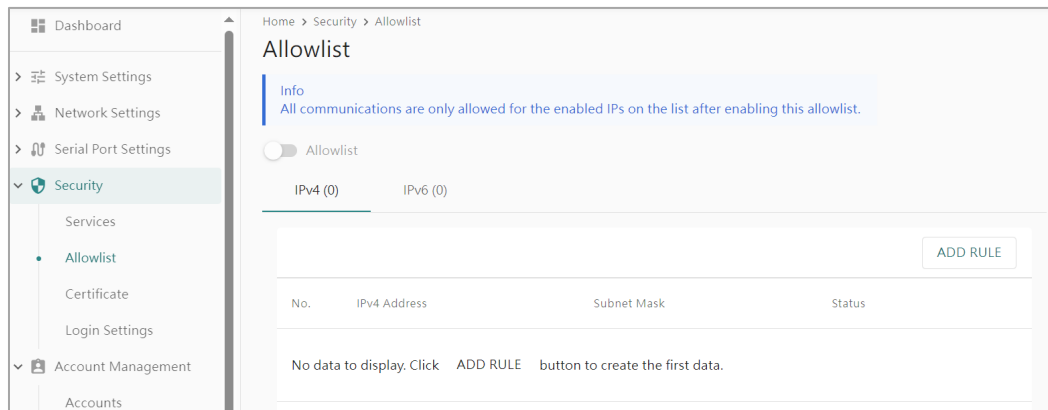 Dashboard
System Settings
Network Settings
Serial Port Settings
Security
Services
Allowlist
Certificate
Login Settings
Account Management
Accounts
Home > Security > Allowlist
Allowlist
Info
All communications are only allowed for the enabled IPs on the list after enabling this allowlist.
Allowlist
IPv4 (0) IPv6 (0)
ADD RULE
No. IPv4 Address Subnet Mask Status
No data to display. Click ADD RULE button to create the first data.